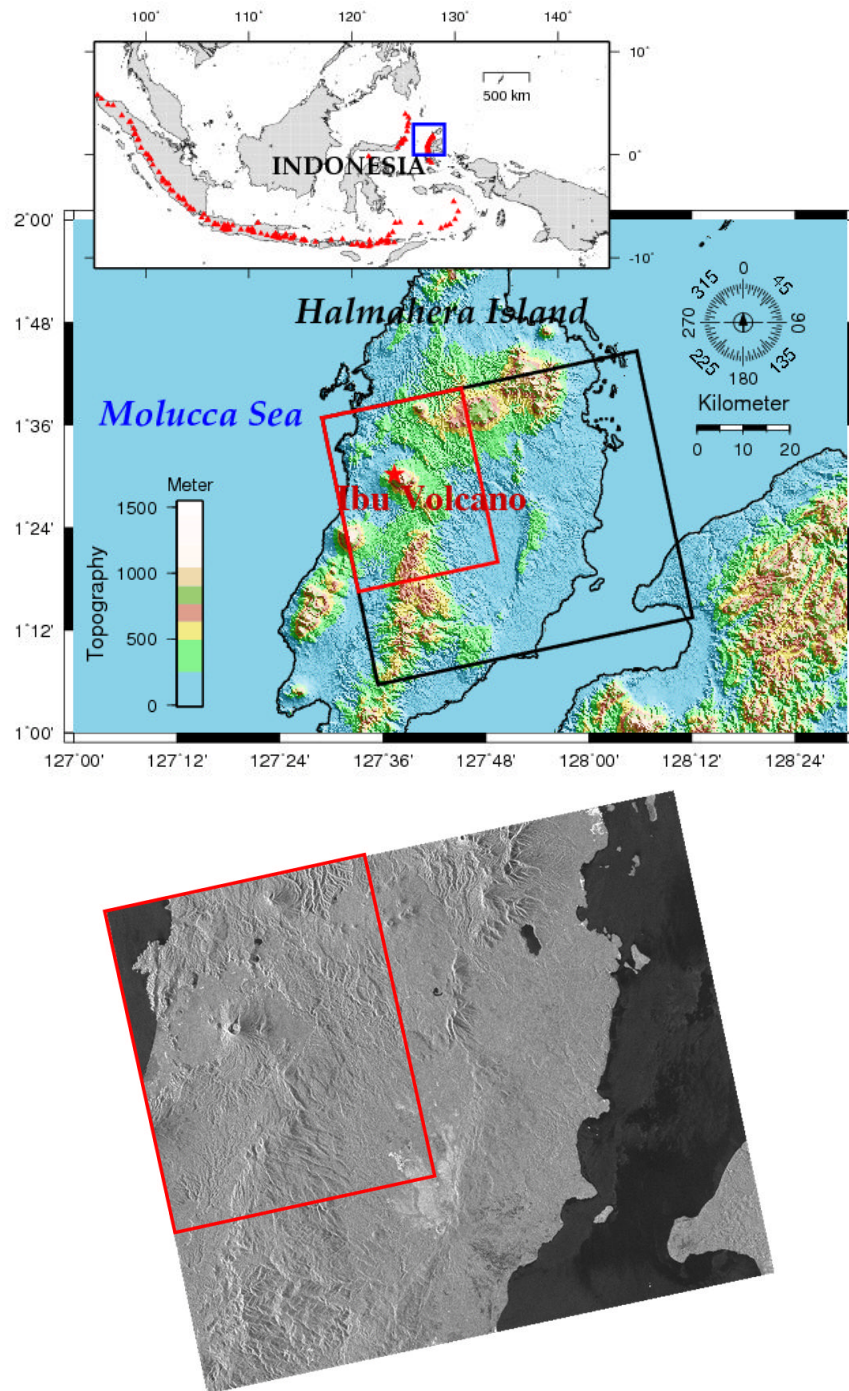 100°
110°
120°
130°
140°
10°
0°
-10°
500 km
INDONESIA
2°00'
1°48'
1°36'
1°24'
1°12'
1°00'
Halmahera Island
Molucca Sea
Ibu Volcano
0
45
90
135
180
225
270
315
Kilometer
0 10 20
Meter
1500
1000
500
0
Topography
127°00' 127°12' 127°24' 127°36' 127°48' 128°00' 128°12' 128°24'